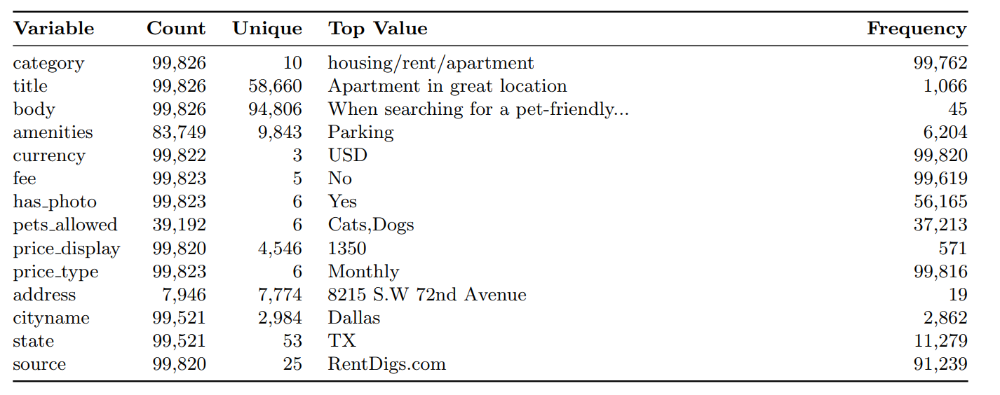 Variable Count Unique Top Value Frequency
category 99,826 10 housing/rent/apartment 99,762
title 99,826 58,660 Apartment in great location 1,066
body 99,826 94,806 When searching for a pet-friendly... 45
amenities 83,749 9,843 Parking 6,204
currency 99,822 3 USD 99,820
fee 99,823 5 No 99,619
has_photo 99,823 6 Yes 56,165
pets_allowed 39,192 6 Cats,Dogs 37,213
price_display 99,820 4,546 1350 571
price_type 99,823 6 Monthly 99,816
address 7,946 7,774 8215 S.W 72nd Avenue 19
cityname 99,521 2,984 Dallas 2,862
state 99,521 53 TX 11,279
source 99,820 25 RentDigs.com 91,239